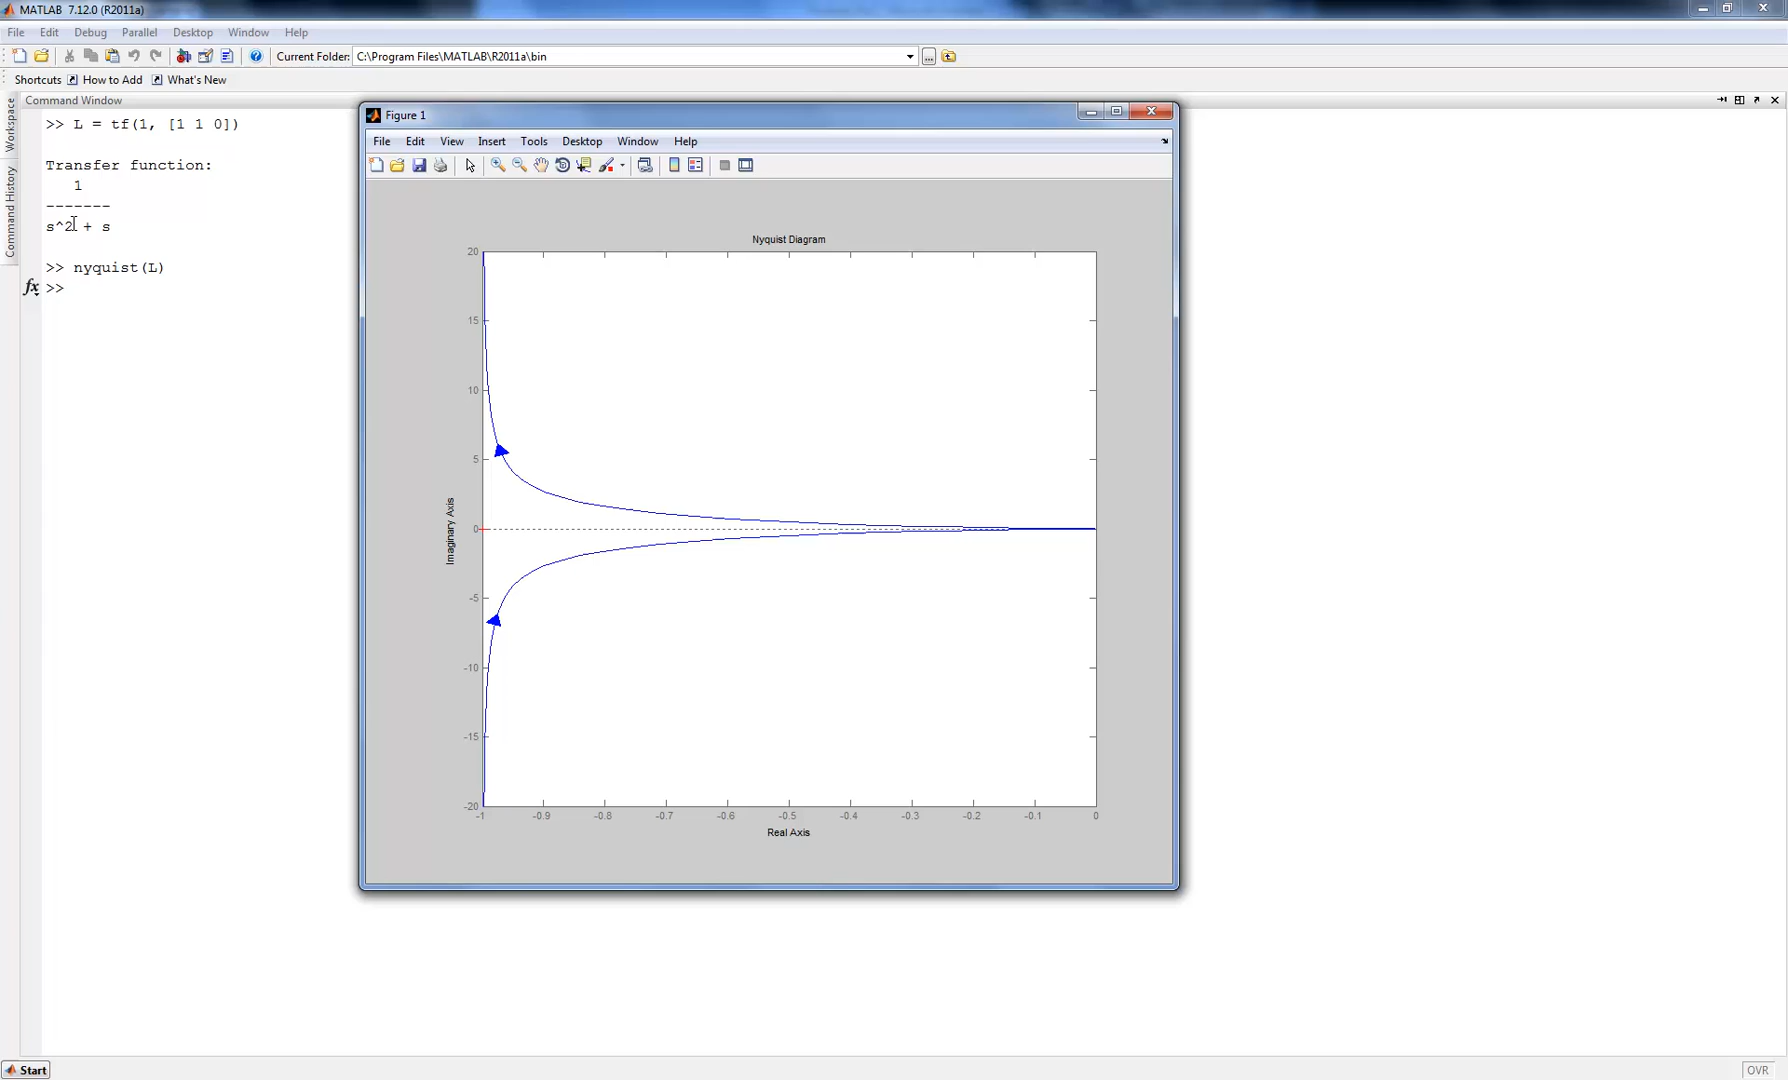 MATLAB 7.12.0 (R2011a)
File Edit Debug Parallel Desktop Window Help
Current Folder: C:\Program Files\MATLAB\R2011a\bin
Shortcuts How to Add What's New
Workspace
Command History
Command Window
>> L = tf(1, [1 1 0])
Transfer function:
1
-------
s^2 + s
>> nyquist(L)
fx >>
Figure 1
File Edit View Insert Tools Desktop Window Help
Nyquist Diagram
20
15
10
5
0
-5
-10
-15
-20
Imaginary Axis
-1 -0.9 -0.8 -0.7 -0.6 -0.5 -0.4 -0.3 -0.2 -0.1 0
Real Axis
Start
OVR